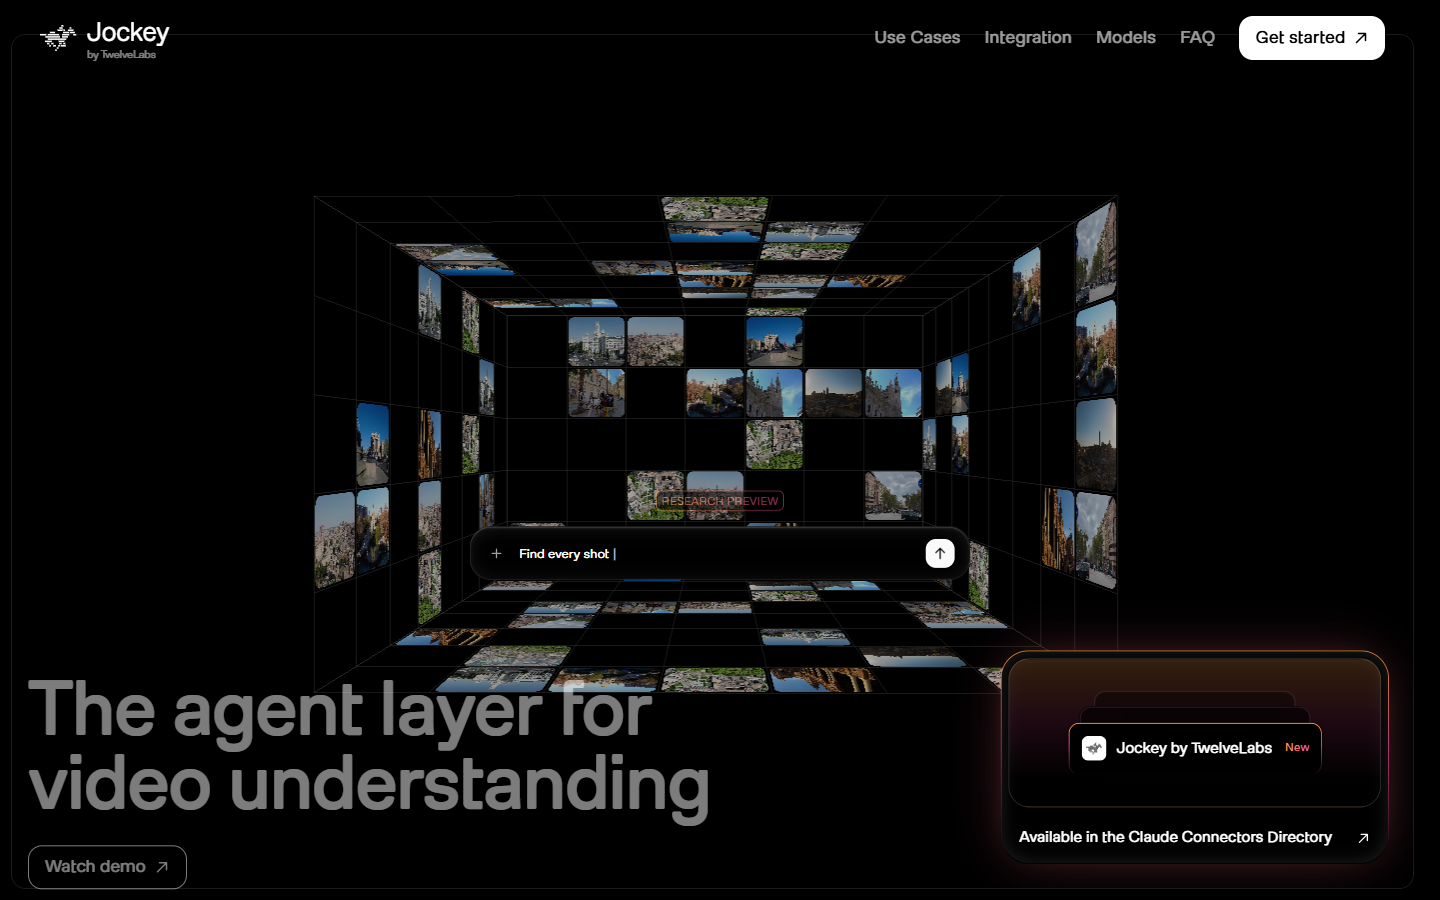 Jockey
by TwelveLabs
Use Cases
Integration
Models
FAQ
Get started
RESEARCH PREVIEW
Find every shot |
The agent layer for
video understanding
Watch demo
Jockey by TwelveLabs
New
Available in the Claude Connectors Directory